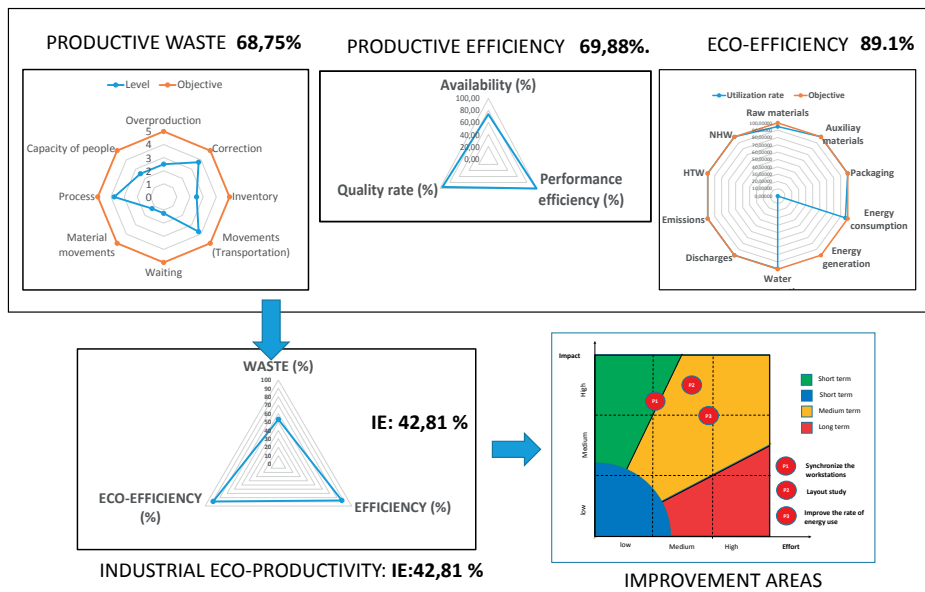 PRODUCTIVE WASTE 68,75%
Level
Objective
Overproduction
5
4
3
2
1
0
Correction
Inventory
Movements
(Transportation)
Waiting
Material
movements
Process
Capacity of people
PRODUCTIVE EFFICIENCY 69,88%.
Availability (%)
100,00
80,00
60,00
40,00
20,00
0,00
Quality rate (%)
Performance
efficiency (%)
ECO-EFFICIENCY 89.1%
Utilization rate
Objective
Raw materials
Auxiliay
materials
Packaging
Energy
consumption
Energy
generation
Water
Discharges
Emissions
HTW
NHW
WASTE (%)
100
90
80
70
60
50
40
30
20
10
0
IE: 42,81 %
ECO-EFFICIENCY
(%)
EFFICIENCY (%)
INDUSTRIAL ECO-PRODUCTIVITY: IE:42,81 %
Impact
High
Medium
low
low
Medium
High
Effort
P1
P2
P3
Short term
Short term
Medium term
Long term
P1
Synchronize the
workstations
P2
Layout study
P3
Improve the rate of
energy use
IMPROVEMENT AREAS